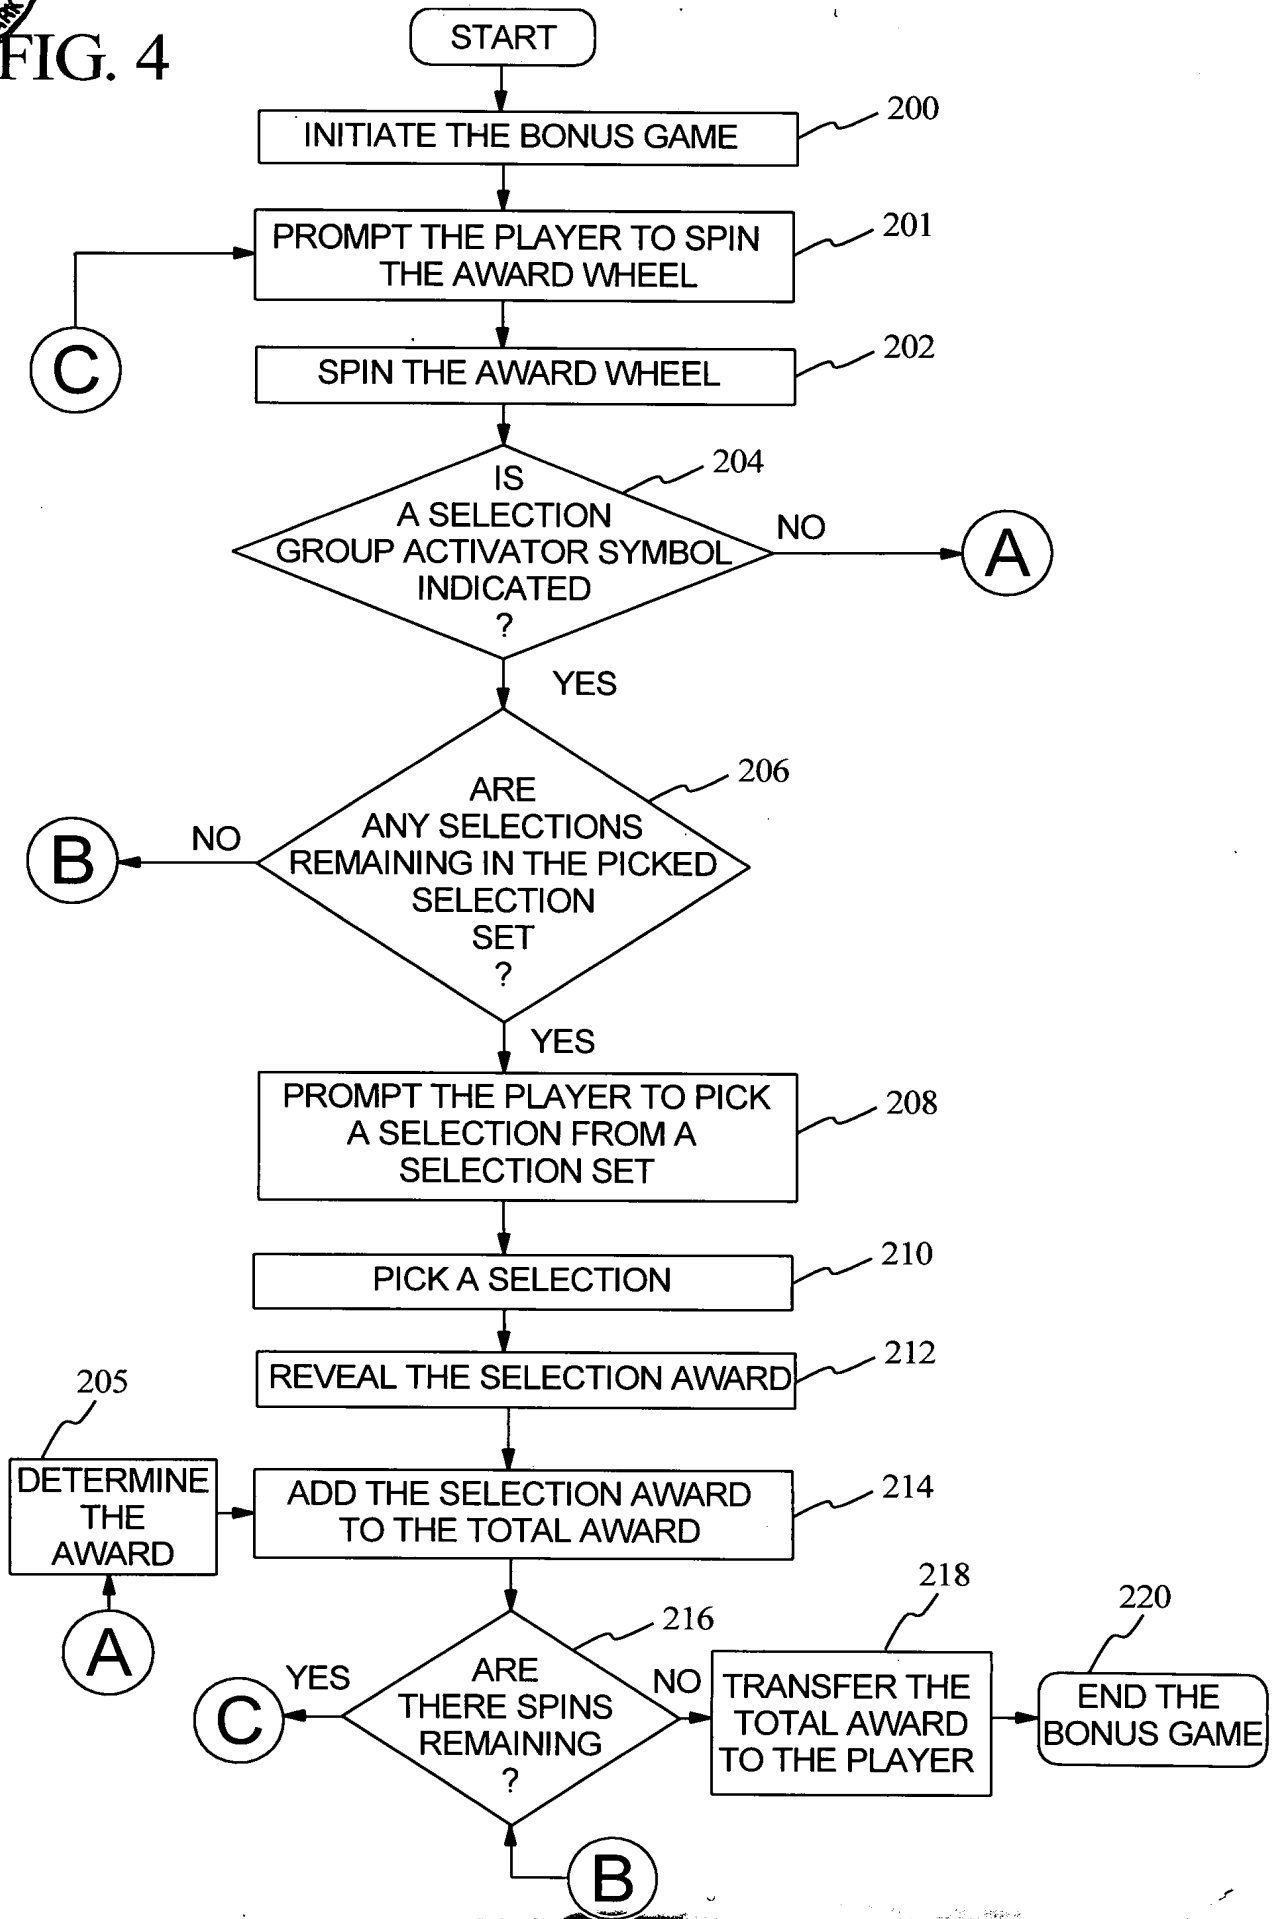 FIG. 4
START
INITIATE THE BONUS GAME
200
PROMPT THE PLAYER TO SPIN
THE AWARD WHEEL
201
C
SPIN THE AWARD WHEEL
202
IS
A SELECTION
GROUP ACTIVATOR SYMBOL
INDICATED
?
204
NO
A
YES
ARE
ANY SELECTIONS
REMAINING IN THE PICKED
SELECTION
SET
?
206
NO
B
YES
PROMPT THE PLAYER TO PICK
A SELECTION FROM A
SELECTION SET
208
PICK A SELECTION
210
REVEAL THE SELECTION AWARD
212
205
DETERMINE
THE
AWARD
A
ADD THE SELECTION AWARD
TO THE TOTAL AWARD
214
ARE
THERE SPINS
REMAINING
?
216
YES
C
NO
TRANSFER THE
TOTAL AWARD
TO THE PLAYER
218
END THE
BONUS GAME
220
B